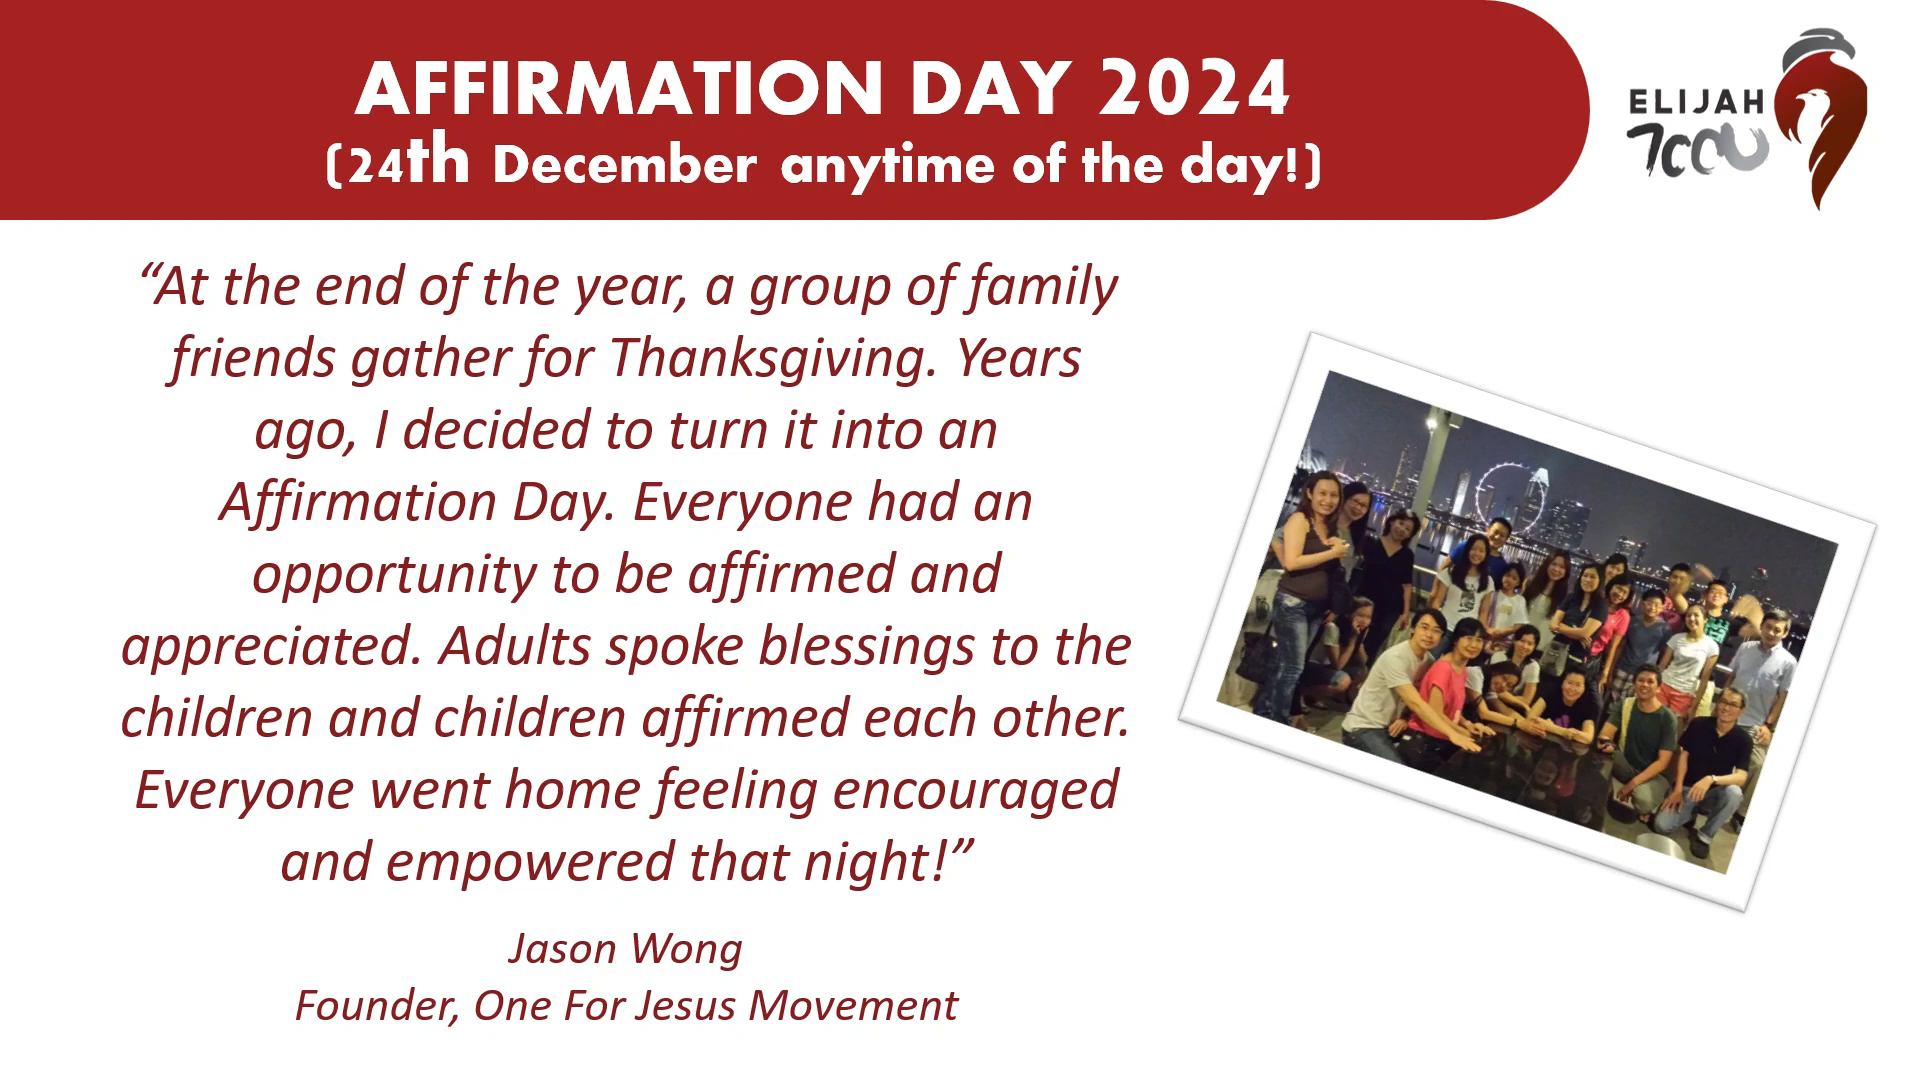 AFFIRMATION DAY 2024
(24th December anytime of the day!)
ELIJAH
7000
“At the end of the year, a group of family
friends gather for Thanksgiving. Years
ago, I decided to turn it into an
Affirmation Day. Everyone had an
opportunity to be affirmed and
appreciated. Adults spoke blessings to the
children and children affirmed each other.
Everyone went home feeling encouraged
and empowered that night!”
Jason Wong
Founder, One For Jesus Movement